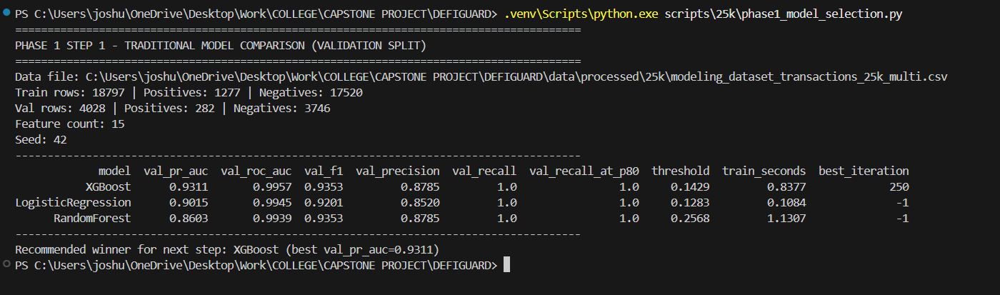 PS C:\Users\joshu\OneDrive\Desktop\Work\COLLEGE\CAPSTONE PROJECT\DEFIGUARD> .venv\Scripts\python.exe scripts\25k\phase1_model_selection.py
========================================================================================
PHASE 1 STEP 1 - TRADITIONAL MODEL COMPARISON (VALIDATION SPLIT)
========================================================================================
Data file: C:\Users\joshu\OneDrive\Desktop\Work\COLLEGE\CAPSTONE PROJECT\DEFIGUARD\data\processed\25k\modeling_dataset_transactions_25k_multi.csv
Train rows: 18797 | Positives: 1277 | Negatives: 17520
Val rows: 4028 | Positives: 282 | Negatives: 3746
Feature count: 15
Seed: 42
----------------------------------------------------------------------------------------
model val_pr_auc val_roc_auc val_f1 val_precision val_recall val_recall_at_p80 threshold train_seconds best_iteration
XGBoost 0.9311 0.9957 0.9353 0.8785 1.0 1.0 0.1429 0.8377 250
LogisticRegression 0.9015 0.9945 0.9201 0.8520 1.0 1.0 0.1283 0.1084 -1
RandomForest 0.8603 0.9939 0.9353 0.8785 1.0 1.0 0.2568 1.1307 -1
----------------------------------------------------------------------------------------
Recommended winner for next step: XGBoost (best val_pr_auc=0.9311)
PS C:\Users\joshu\OneDrive\Desktop\Work\COLLEGE\CAPSTONE PROJECT\DEFIGUARD>